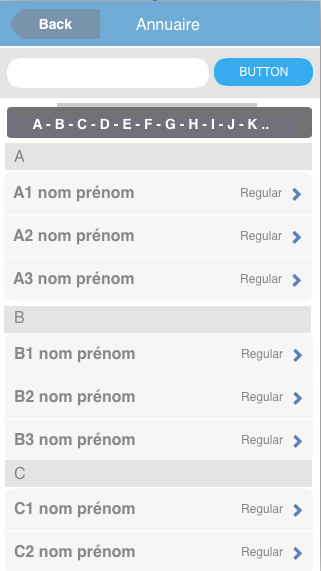 Back Annuaire
BUTTON
A - B - C - D - E - F - G - H - I - J - K ..
A
A1 nom prénom Regular
A2 nom prénom Regular
A3 nom prénom Regular
B
B1 nom prénom Regular
B2 nom prénom Regular
B3 nom prénom Regular
C
C1 nom prénom Regular
C2 nom prénom Regular